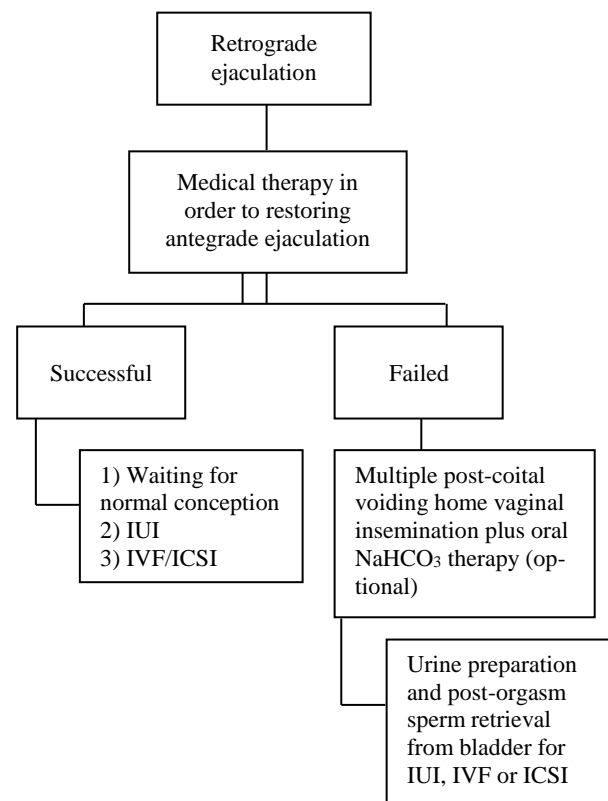 Retrograde
ejaculation
Medical therapy in
order to restoring
antegrade ejaculation
Successful
Failed
1) Waiting for
normal conception
2) IUI
3) IVF/ICSI
Multiple post-coital
voiding home vaginal
insemination plus oral
NaHCO₃ therapy (op-
tional)
Urine preparation
and post-orgasm
sperm retrieval
from bladder for
IUI, IVF or ICSI